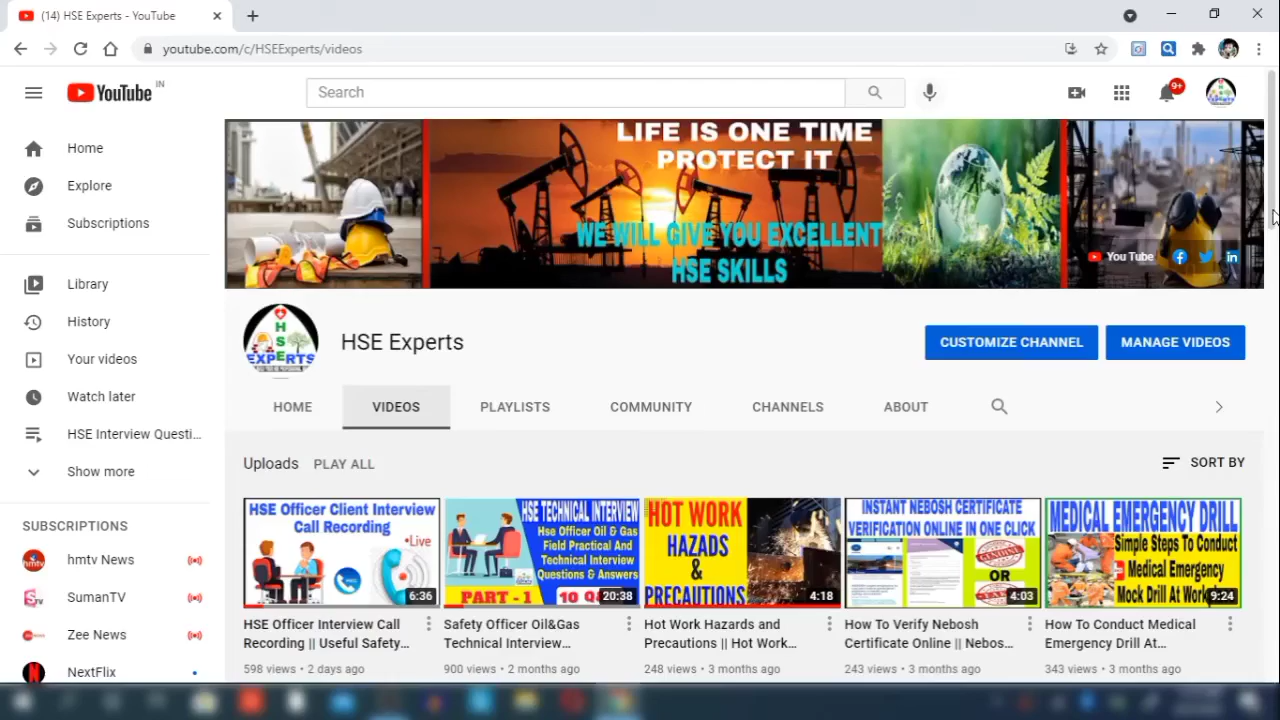 (14) HSE Experts - YouTube
youtube.com/c/HSEExperts/videos
YouTube IN
Search
9+
Home
Explore
Subscriptions
Library
History
Your videos
Watch later
HSE Interview Questi...
Show more
SUBSCRIPTIONS
hmtv News
SumanTV
Zee News
NextFlix
LIFE IS ONE TIME
PROTECT IT
WE WILL GIVE YOU EXCELLENT
HSE SKILLS
You Tube
HSE
EXPERTS
HSE Experts
CUSTOMIZE CHANNEL
MANAGE VIDEOS
HOME
VIDEOS
PLAYLISTS
COMMUNITY
CHANNELS
ABOUT
Uploads
PLAY ALL
SORT BY
HSE Officer Client Interview
Call Recording
•Live
6:36
HSE Officer Interview Call
Recording || Useful Safety...
598 views • 2 days ago
HSE TECHNICAL INTERVIEW
Hse Officer Oil & Gas
Field Practical And
Technical Interview
Questions & Answers
PART - 1
20:38
Safety Officer Oil&Gas
Technical Interview...
900 views • 2 months ago
HOT WORK
HAZADS
&
PRECAUTIONS
4:18
Hot Work Hazards and
Precautions || Hot Work...
248 views • 3 months ago
INSTANT NEBOSH CERTIFICATE
VERIFICATION ONLINE IN ONE CLICK
OR
4:03
How To Verify Nebosh
Certificate Online || Nebos...
243 views • 3 months ago
MEDICAL EMERGENCY DRILL
Simple Steps To Conduct
Medical Emergency
Mock Drill At Work
9:24
How To Conduct Medical
Emergency Drill At...
343 views • 3 months ago